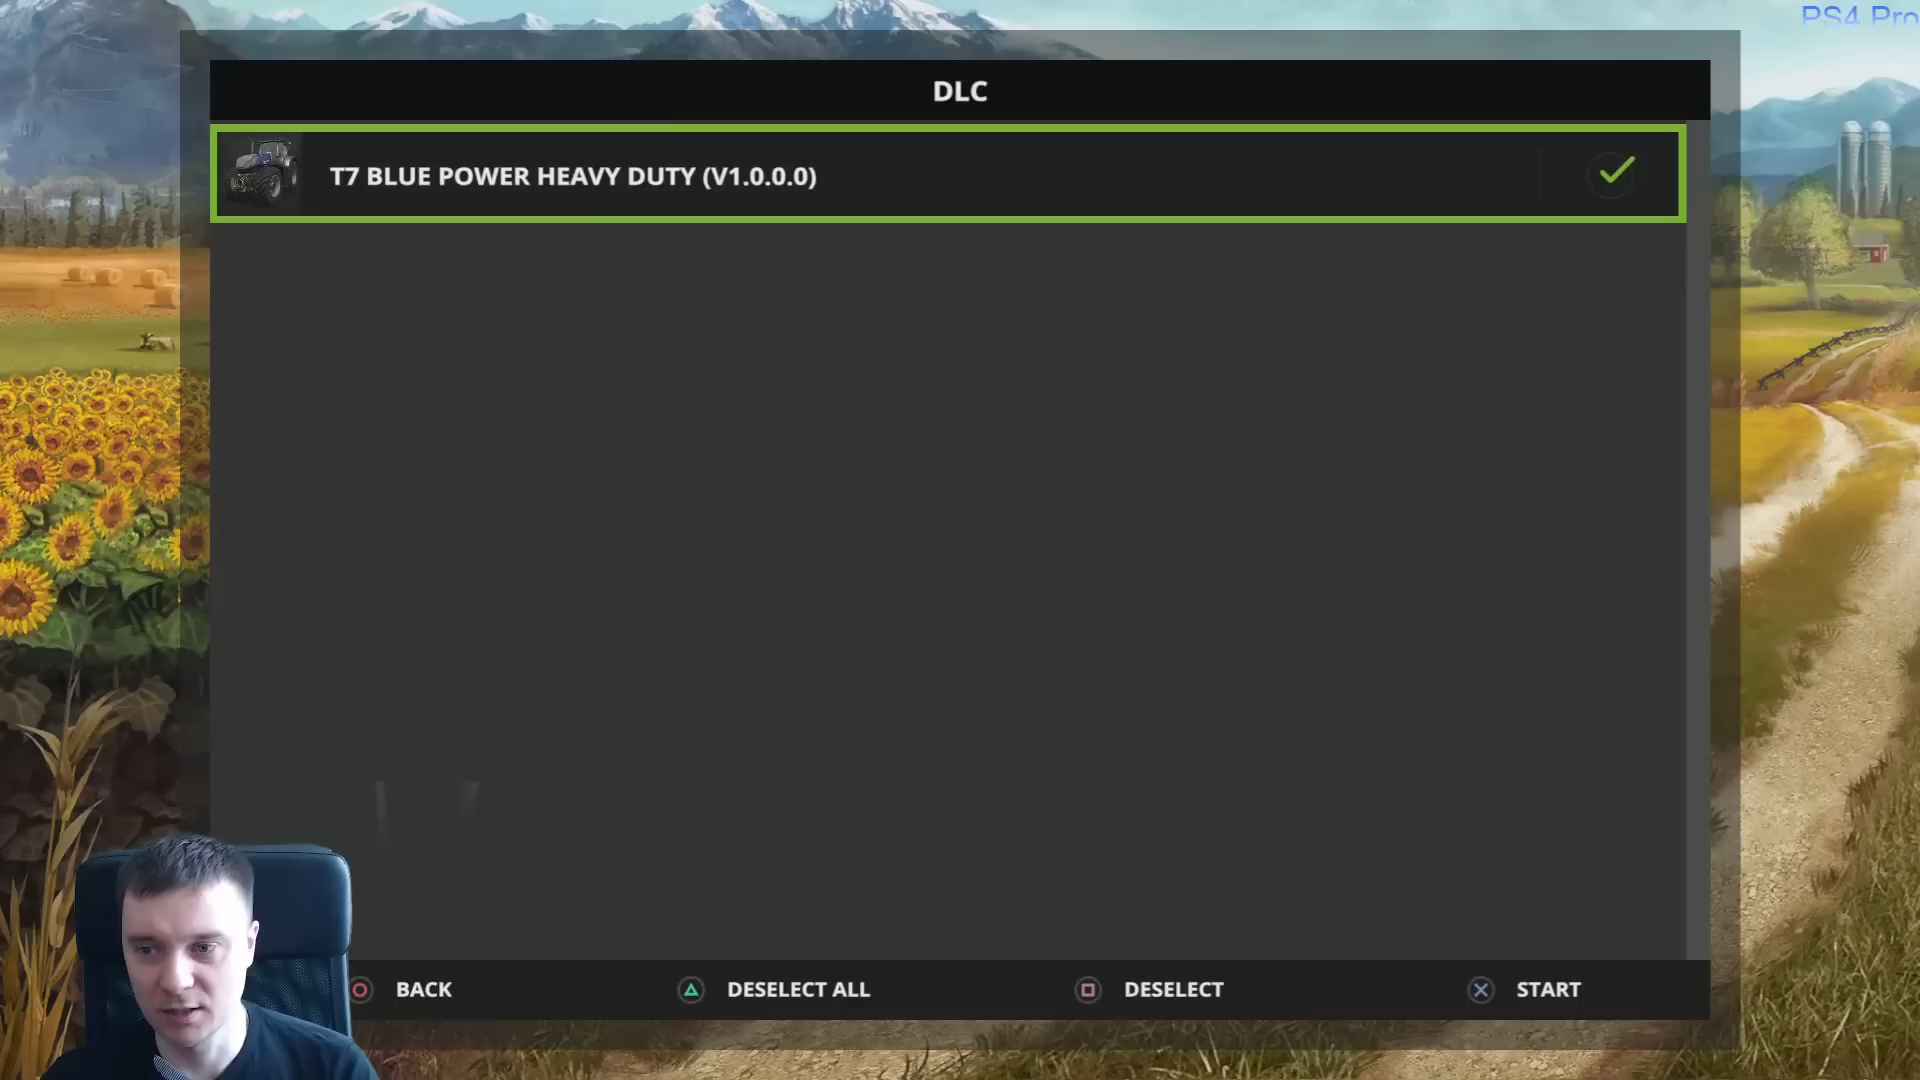 PS4 Pro
DLC
T7 BLUE POWER HEAVY DUTY (V1.0.0.0)
BACK
DESELECT ALL
DESELECT
START